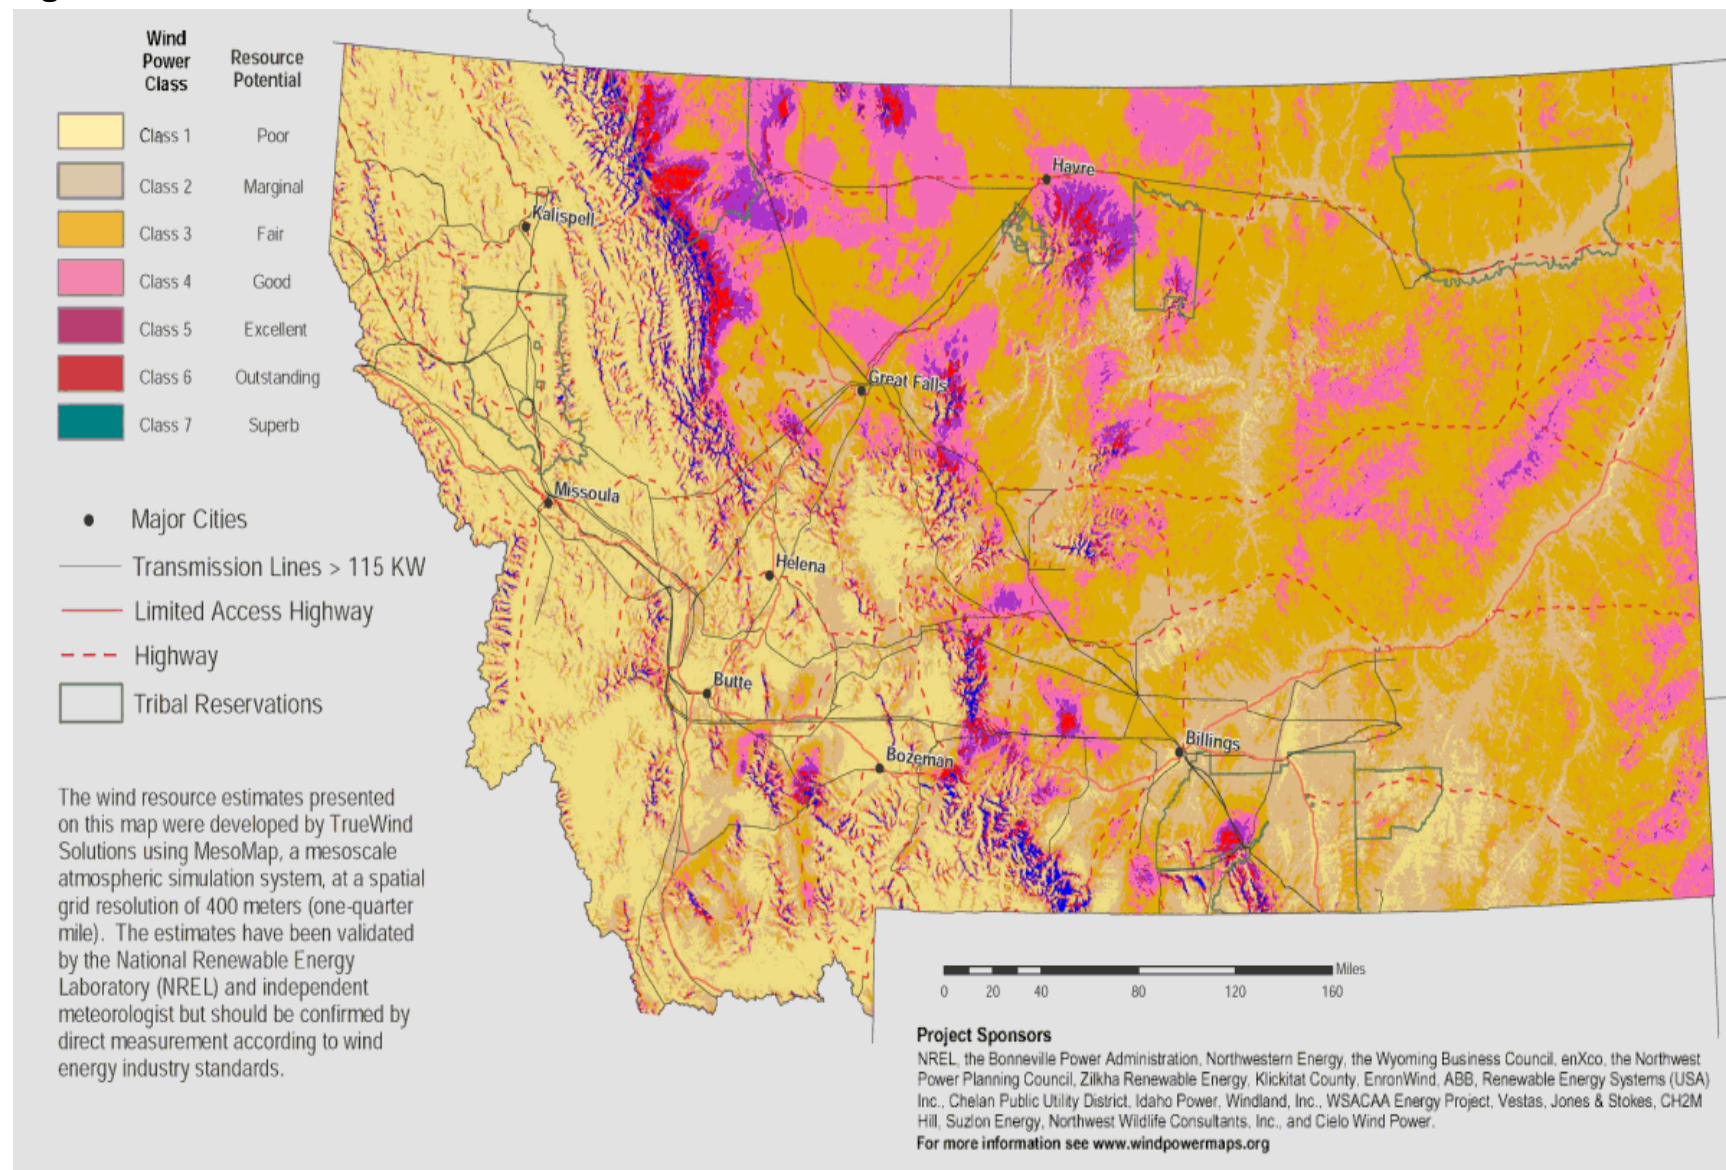 Wind
Power
Class
Resource
Potential
Class 1 Poor
Class 2 Marginal
Class 3 Fair
Class 4 Good
Class 5 Excellent
Class 6 Outstanding
Class 7 Superb
Major Cities
Transmission Lines > 115 KW
Limited Access Highway
Highway
Tribal Reservations
The wind resource estimates presented
on this map were developed by TrueWind
Solutions using MesoMap, a mesoscale
atmospheric simulation system, at a spatial
grid resolution of 400 meters (one-quarter
mile). The estimates have been validated
by the National Renewable Energy
Laboratory (NREL) and independent
meteorologist but should be confirmed by
direct measurement according to wind
energy industry standards.
Havre
Kalispell
Great Falls
Missoula
Helena
Butte
Bozeman
Billings
Miles
0 20 40 80 120 160
Project Sponsors
NREL, the Bonneville Power Administration, Northwestern Energy, the Wyoming Business Council, enXco, the Northwest
Power Planning Council, Zilkha Renewable Energy, Klickitat County, EnronWind, ABB, Renewable Energy Systems (USA)
Inc., Chelan Public Utility District, Idaho Power, Windland, Inc., WSACAA Energy Project, Vestas, Jones & Stokes, CH2M
Hill, Suzlon Energy, Northwest Wildlife Consultants, Inc., and Cielo Wind Power.
For more information see www.windpowermaps.org